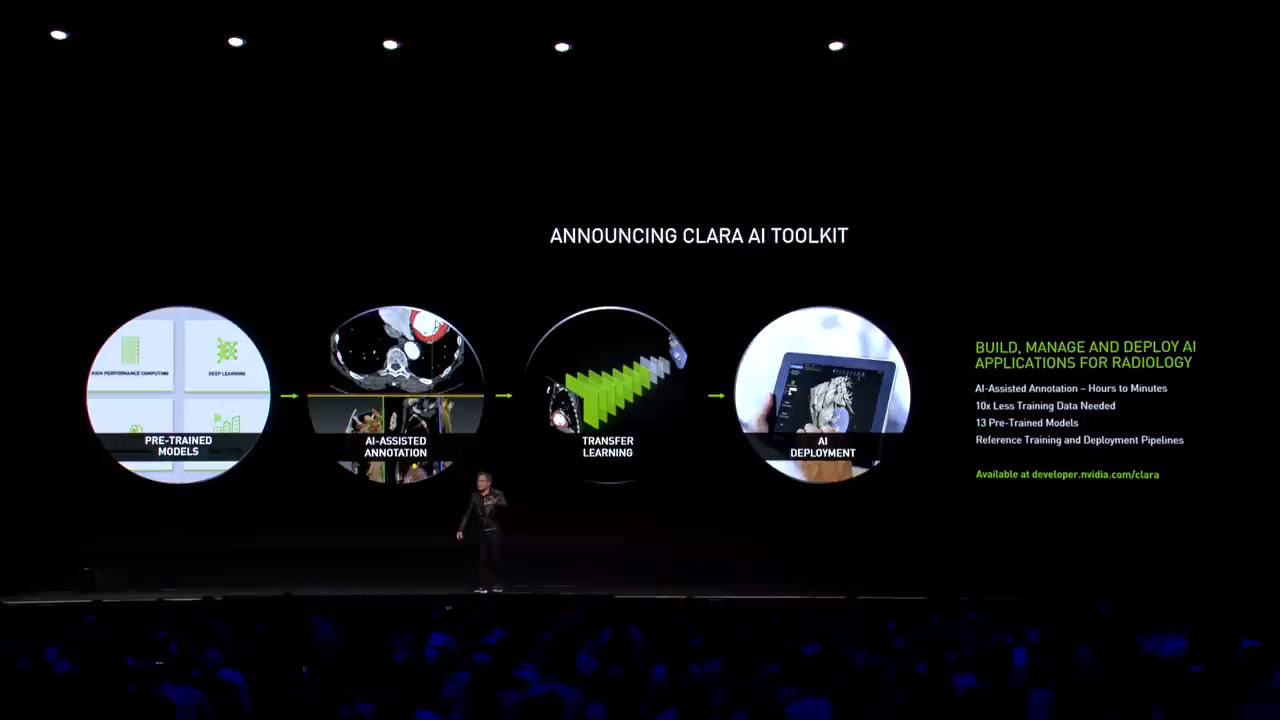 ANNOUNCING CLARA AI TOOLKIT
HIGH PERFORMANCE COMPUTING
DEEP LEARNING
PRE-TRAINED
MODELS
AI-ASSISTED
ANNOTATION
TRANSFER
LEARNING
AI
DEPLOYMENT
BUILD, MANAGE AND DEPLOY AI
APPLICATIONS FOR RADIOLOGY
AI-Assisted Annotation – Hours to Minutes
10x Less Training Data Needed
13 Pre-Trained Models
Reference Training and Deployment Pipelines
Available at developer.nvidia.com/clara